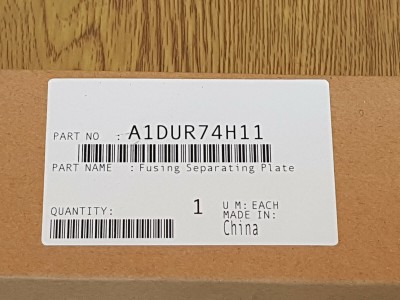 PART NO : A1DUR74H11
PART NAME : Fusing Separating Plate
QUANTITY: 1 U M: EACH
MADE IN:
China